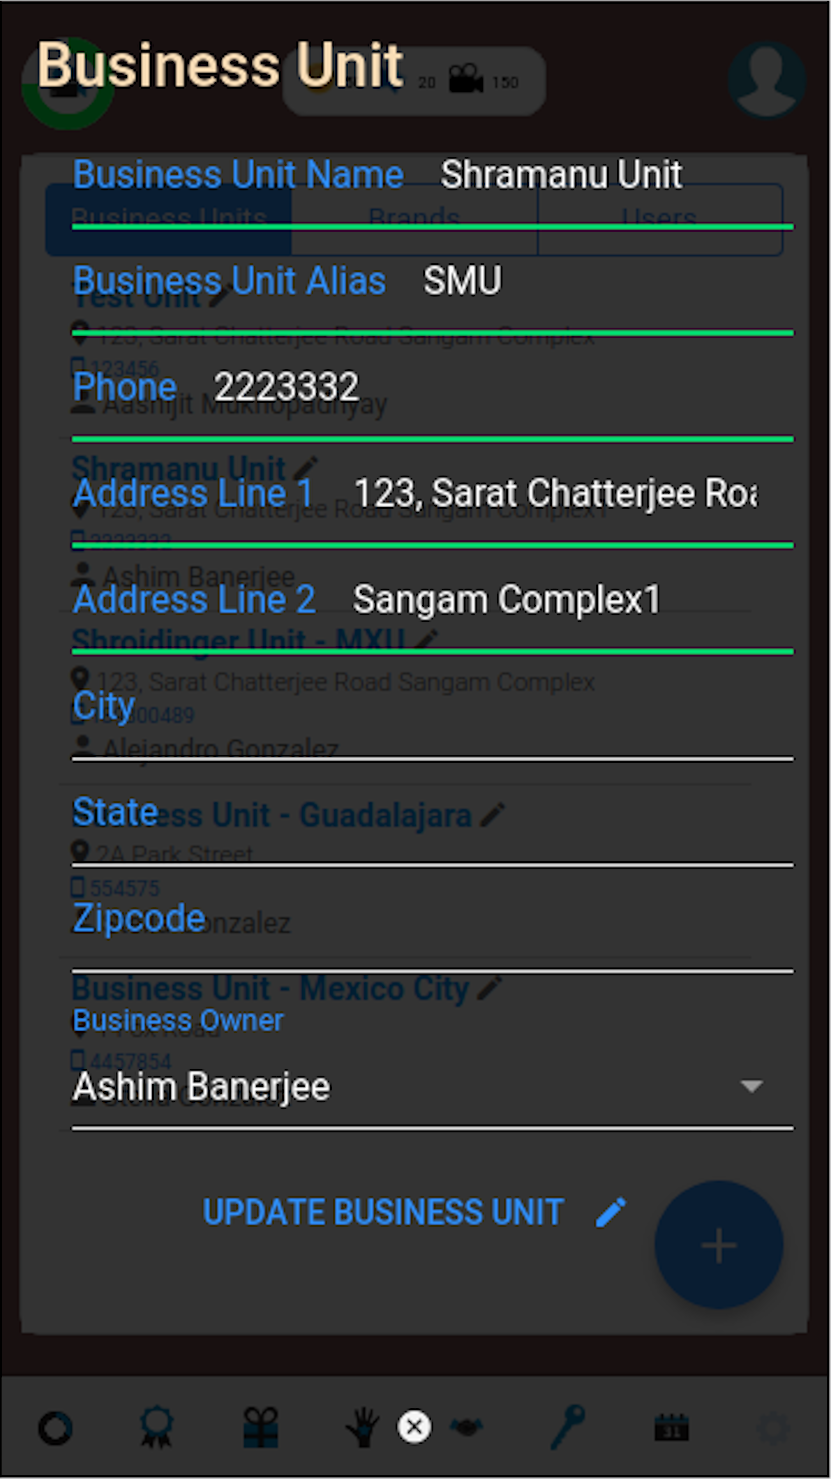 Business Unit
20 150
Business Unit Name Shramanu Unit
Business Units Brands Users
Business Unit Alias SMU
Test Unit
123, Sarat Chatterjee Road Sangam Complex
123456
Phone 2223332
Aashijit Mukhopadhyay
Shramanu Unit
Address Line 1 123, Sarat Chatterjee Roa
123, Sarat Chatterjee Road Sangam Complex1
2223332
Ashim Banerjee
Address Line 2 Sangam Complex1
Shroidinger Unit - MXU
123, Sarat Chatterjee Road Sangam Complex
City
800489
Alejandro Gonzalez
State
Unit - Guadalajara
2A Park Street
554575
Zipcode
Gonzalez
Business Unit - Mexico City
Business Owner
Road
4457854
Ashim Banerjee
UPDATE BUSINESS UNIT
31